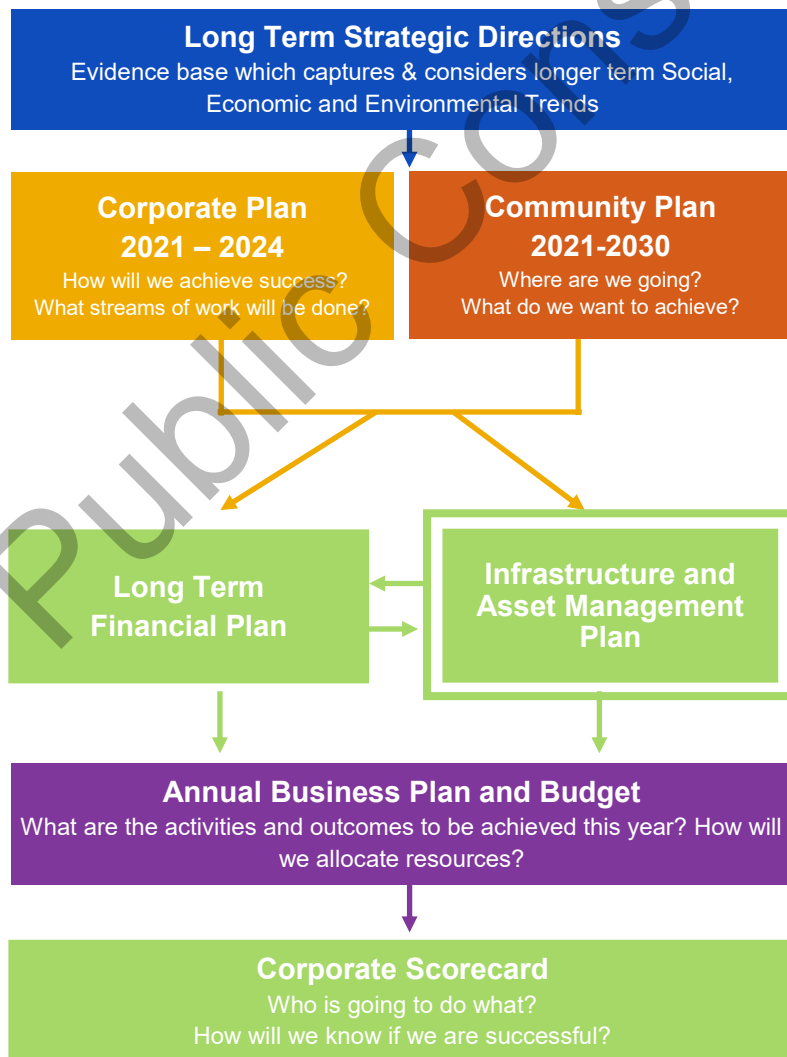 Long Term Strategic Directions
Evidence base which captures & considers longer term Social,
Economic and Environmental Trends
Corporate Plan
2021 – 2024
How will we achieve success?
What streams of work will be done?
Community Plan
2021-2030
Where are we going?
What do we want to achieve?
Long Term
Financial Plan
Infrastructure and
Asset Management
Plan
Annual Business Plan and Budget
What are the activities and outcomes to be achieved this year? How will
we allocate resources?
Corporate Scorecard
Who is going to do what?
How will we know if we are successful?
Public Cons